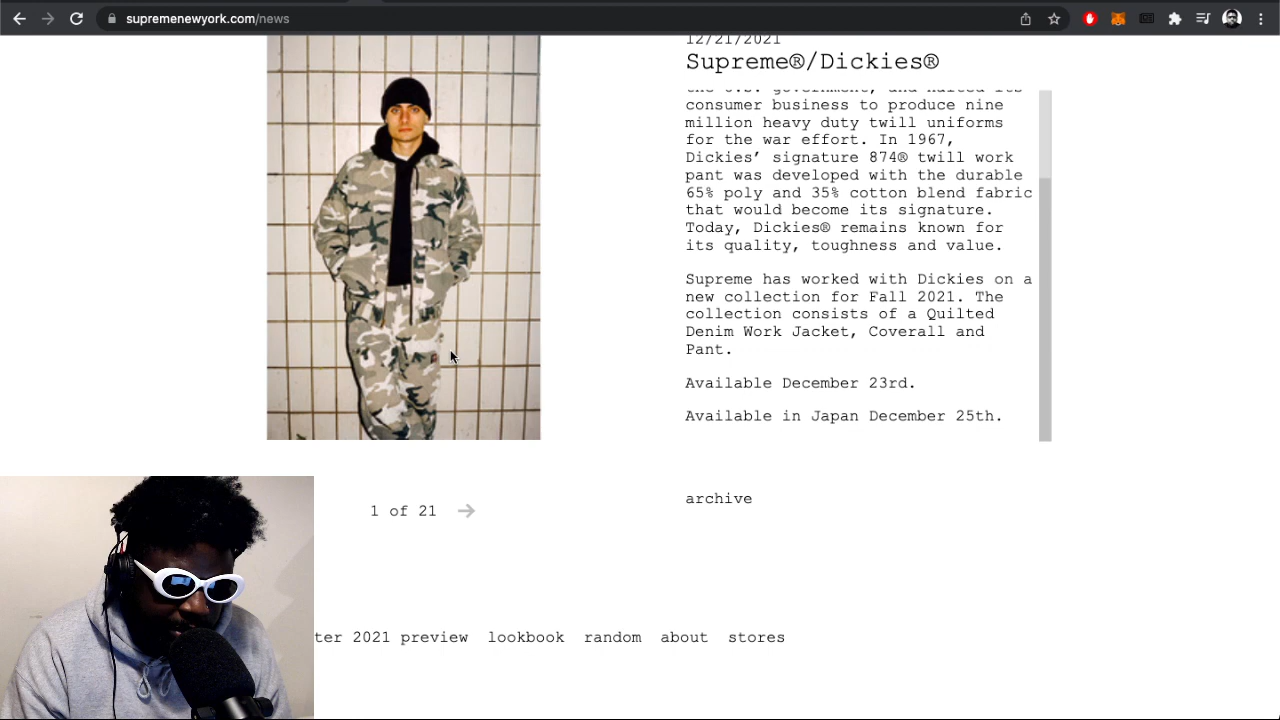 supremenewyork.com/news
12/21/2021
Supreme®/Dickies®
the U.S. government, and halted its
consumer business to produce nine
million heavy duty twill uniforms
for the war effort. In 1967,
Dickies’ signature 874® twill work
pant was developed with the durable
65% poly and 35% cotton blend fabric
that would become its signature.
Today, Dickies® remains known for
its quality, toughness and value.
Supreme has worked with Dickies on a
new collection for Fall 2021. The
collection consists of a Quilted
Denim Work Jacket, Coverall and
Pant.
Available December 23rd.
Available in Japan December 25th.
1 of 21
archive
ter 2021 preview lookbook random about stores